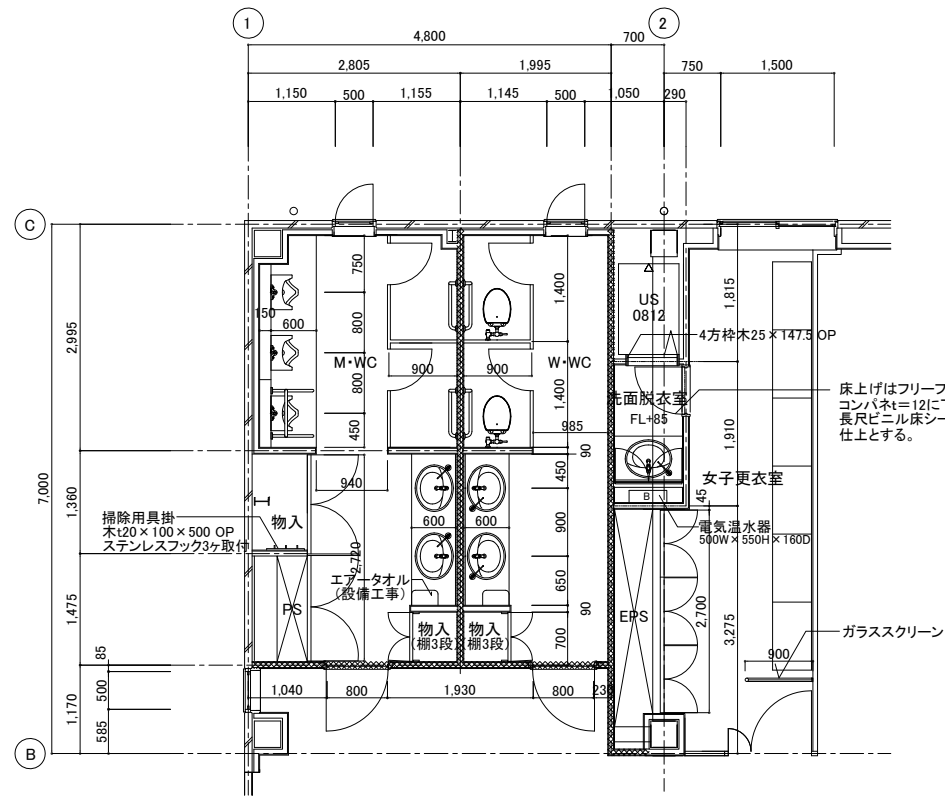 1
2
4,800
700
2,805
1,995
750
1,500
1,150
500
1,155
1,145
500
1,050
290
C
B
7,000
2,995
1,360
1,475
1,170
85
500
585
150
600
750
800
800
450
M・WC
900
900
W・WC
1,400
1,400
985
90
US
0812
1,815
4方枠木25×147.5 OP
洗面脱衣室
FL+85
1,910
床上げはフリーフ
コンパネt=12に下
長尺ビニル床シー
仕上とする。
女子更衣室
45
B
電気温水器
500W×550H×160D
940
物入
掃除用具掛
木t20×100×500 OP
ステンレスフック3ヶ取付
2,720
600
600
450
900
650
90
700
エアータオル
(設備工事)
PS
物入
(棚3段)
物入
(棚3段)
EPS
2,700
3,275
ガラススクリーン
900
1,040
800
1,930
800